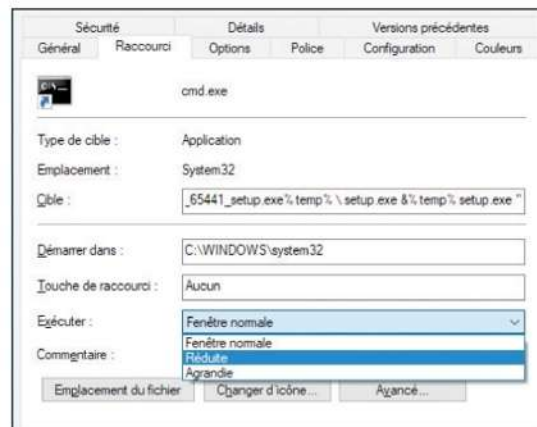 Sécurité Détails Versions précédentes
Général Raccourci Options Police Configuration Couleurs
C:\_
cmd.exe
Type de cible : Application
Emplacement : System32
Cible : _65441_setup.exe%temp%\setup.exe &%temp% setup.exe "
Démarrer dans : C:\WINDOWS\system32
Touche de raccourci : Aucun
Exécuter : Fenêtre normale
Fenêtre normale
Réduite
Commentaire :
Agrandie
Emplacement du fichier Changer d'icône... Avancé...